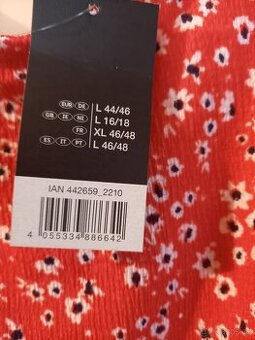 EUR DE L 44/46
GB IE NI L 16/18
FR XL 46/48
ES IT PT L 46/48
IAN 442659_2210
4 055334 886642